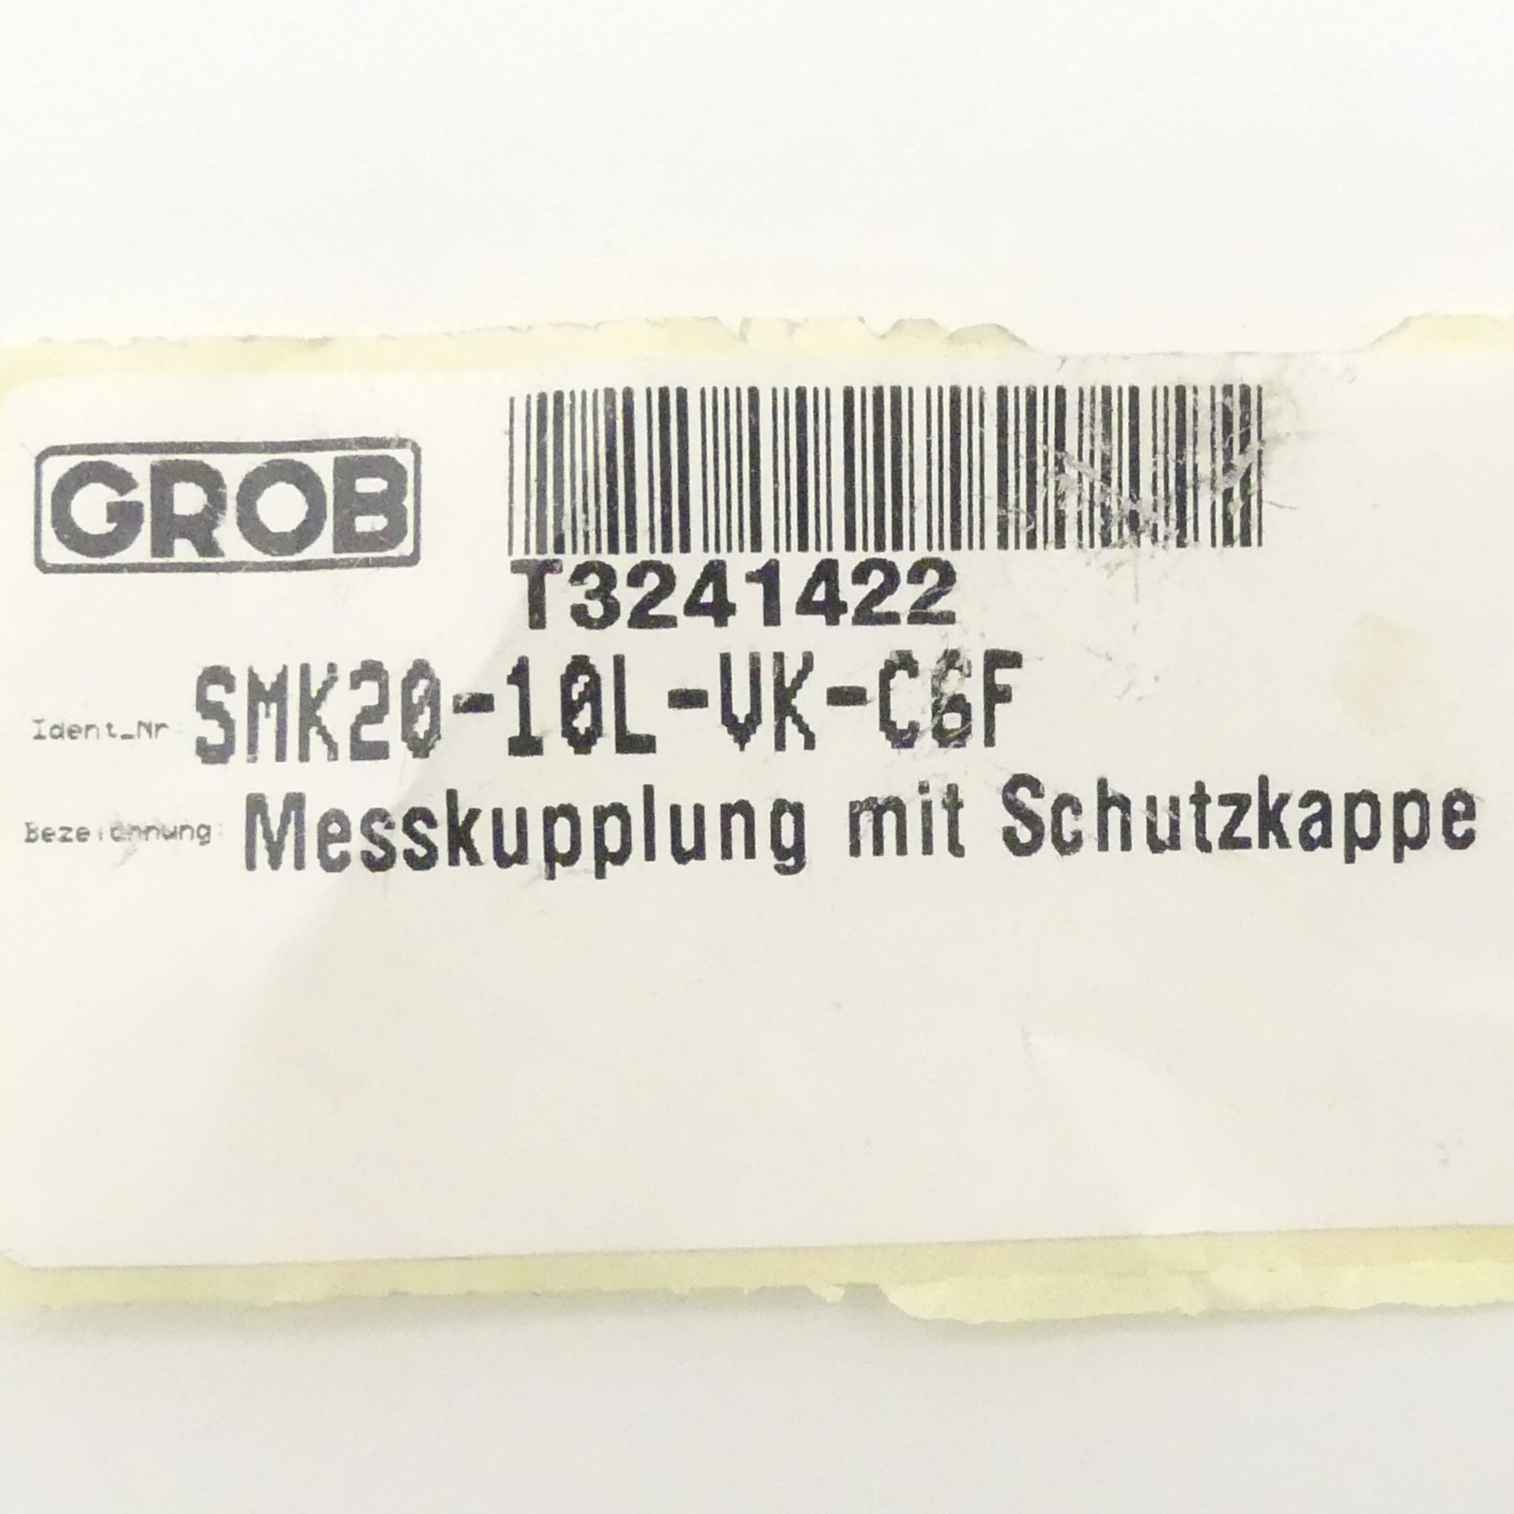 GROB
T3241422
Ident_Nr: SMK20-10L-VK-C6F
Bezeichnung: Messkupplung mit Schutzkappe